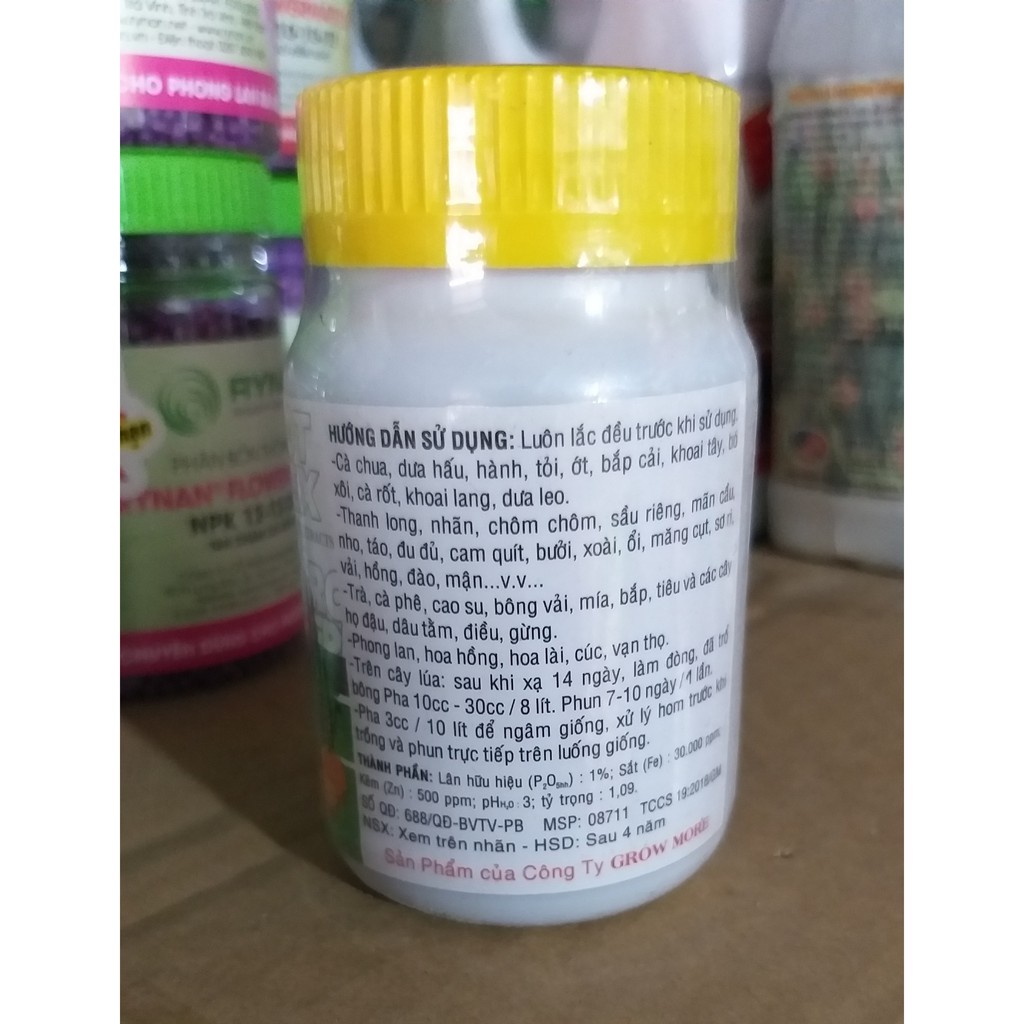 HƯỚNG DẪN SỬ DỤNG: Luôn lắc đều trước khi sử dụng.
-Cà chua, dưa hấu, hành, tỏi, ớt, bắp cải, khoai tây, bó
xôi, cà rốt, khoai lang, dưa leo.
-Thanh long, nhãn, chôm chôm, sầu riêng, mãn cầu,
nho, táo, đu đủ, cam quít, bưởi, xoài, ổi, măng cụt, sơ ri,
vải, hồng, đào, mận...v.v...
-Trà, cà phê, cao su, bông vải, mía, bắp, tiêu và các cây
họ đậu, dâu tằm, điều, gừng.
-Phong lan, hoa hồng, hoa lài, cúc, vạn thọ.
-Trên cây lúa: sau khi xạ 14 ngày, làm đòng, đã trổ
bông Pha 10cc - 30cc / 8 lít. Phun 7-10 ngày / 1 lần.
-Pha 3cc / 10 lít để ngâm giống, xử lý hom trước khi
trồng và phun trực tiếp trên luống giống.
THÀNH PHẦN: Lân hữu hiệu (P₂O₅hh) : 1%; Sắt (Fe) : 30.000 ppm;
Kẽm (Zn) : 500 ppm; pHH₂O : 3; tỷ trọng : 1,09.
SỐ QĐ: 688/QĐ-BVTV-PB MSP: 08711 TCCS 19:2018/GM
NSX: Xem trên nhãn - HSD: Sau 4 năm
Sản Phẩm của Công Ty GROW MORE
CHO PHONG LAN
NPK